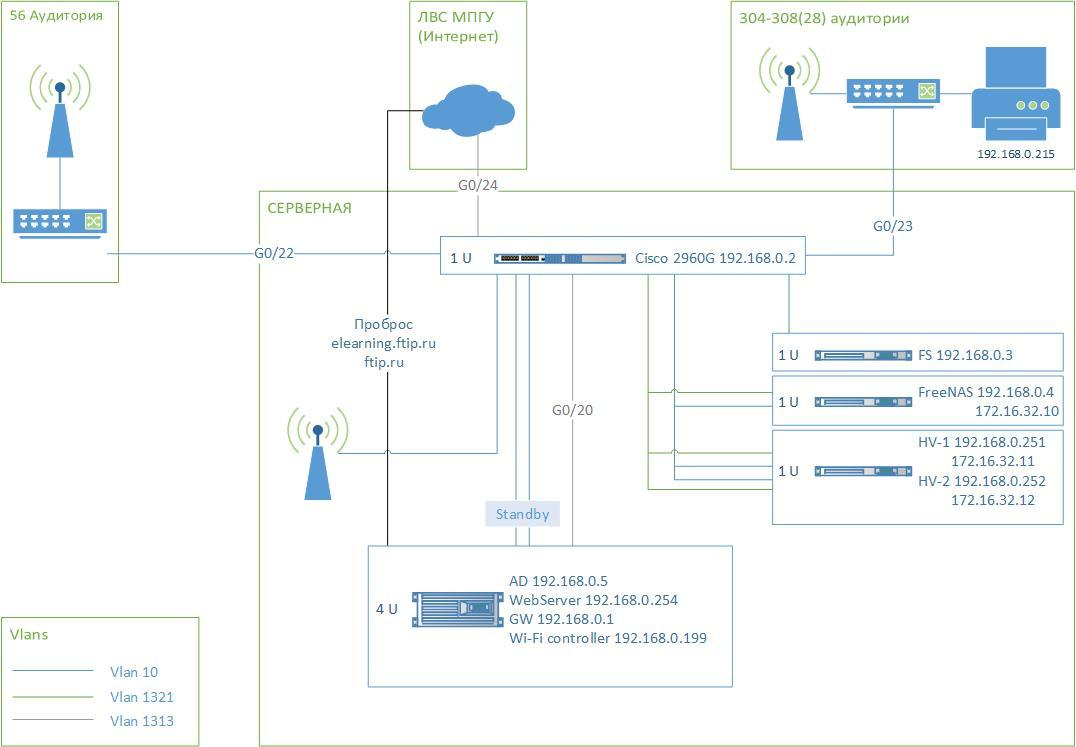 56 Аудитория
ЛВС МПГУ
(Интернет)
304-308(28) аудитории
192.168.0.215
G0/24
СЕРВЕРНАЯ
G0/23
G0/22
1 U
Cisco 2960G 192.168.0.2
Проброс
elearning.ftip.ru
ftip.ru
1 U
FS 192.168.0.3
1 U
FreeNAS 192.168.0.4
172.16.32.10
G0/20
1 U
HV-1 192.168.0.251
172.16.32.11
HV-2 192.168.0.252
172.16.32.12
Standby
4 U
AD 192.168.0.5
WebServer 192.168.0.254
GW 192.168.0.1
Wi-Fi controller 192.168.0.199
Vlans
Vlan 10
Vlan 1321
Vlan 1313